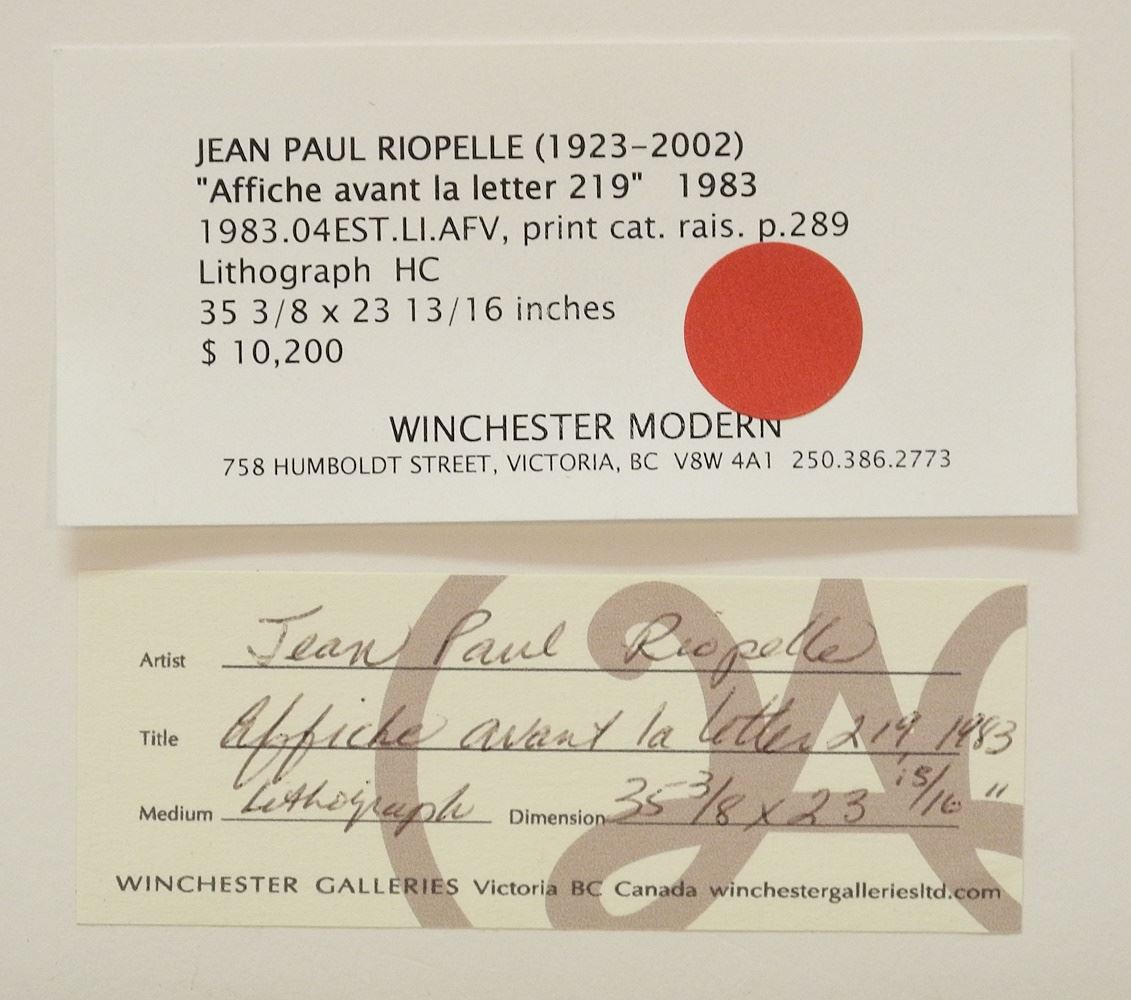 JEAN PAUL RIOPELLE (1923-2002)
"Affiche avant la letter 219" 1983
1983.04EST.LI.AFV, print cat. rais. p.289
Lithograph HC
35 3/8 x 23 13/16 inches
$ 10,200
WINCHESTER MODERN
758 HUMBOLDT STREET, VICTORIA, BC V8W 4A1 250.386.2773
Artist Jean Paul Riopelle
Title Affiche avant la letter 219, 1983
Medium Lithograph Dimension 35 3/8 x 23 15/16 "
WINCHESTER GALLERIES Victoria BC Canada winchestergalleriesltd.com